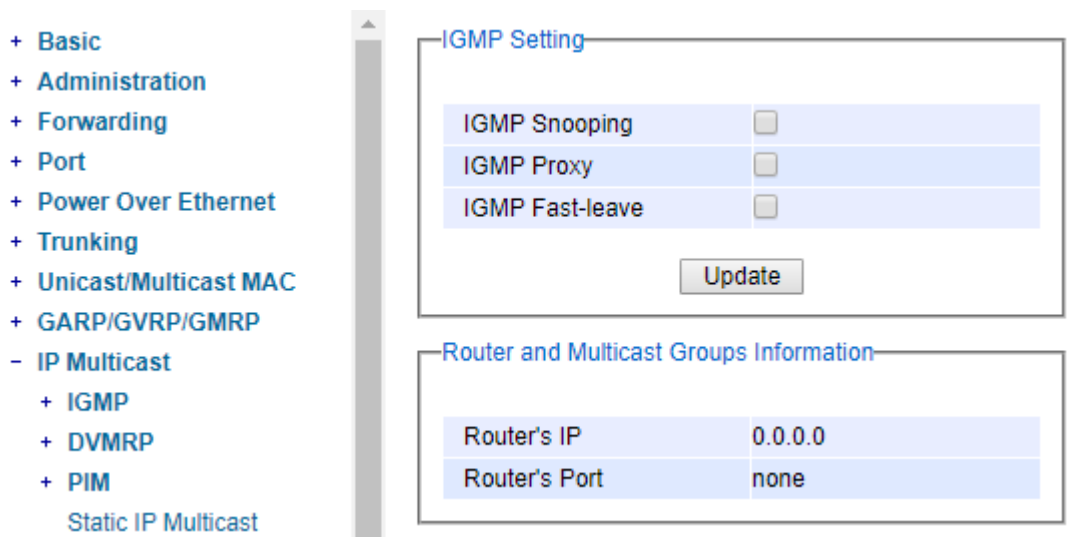 + Basic
+ Administration
+ Forwarding
+ Port
+ Power Over Ethernet
+ Trunking
+ Unicast/Multicast MAC
+ GARP/GVRP/GMRP
− IP Multicast
+ IGMP
+ DVMRP
+ PIM
Static IP Multicast
IGMP Setting
IGMP Snooping
IGMP Proxy
IGMP Fast-leave
Update
Router and Multicast Groups Information
Router's IP 0.0.0.0
Router's Port none